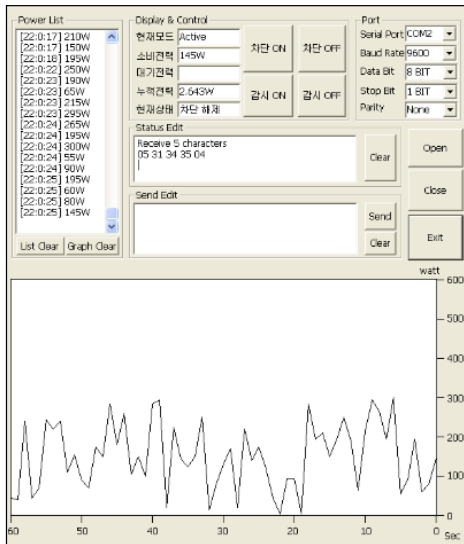 Power List
[22:0:17] 210W
[22:0:17] 150W
[22:0:18] 195W
[22:0:22] 250W
[22:0:23] 190W
[22:0:23] 65W
[22:0:23] 215W
[22:0:23] 295W
[22:0:24] 265W
[22:0:24] 195W
[22:0:24] 300W
[22:0:24] 55W
[22:0:24] 90W
[22:0:25] 195W
[22:0:25] 60W
[22:0:25] 80W
[22:0:25] 145W
List Clear Graph Clear
Display & Control
현재모드 Active
소비전력 145W
대기전력
누적전력 2.643W
현재상태 차단 해제
차단 ON 차단 OFF
감시 ON 감시 OFF
Port
Serial Port COM2
Baud Rate 9600
Data Bit 8 BIT
Stop Bit 1 BIT
Parity None
Status Edit
Receive 5 characters
05 31 34 35 04
Clear
Send Edit
Send
Clear
Open
Close
Exit
watt
600
500
400
300
200
100
0
60 50 40 30 20 10 0 Sec